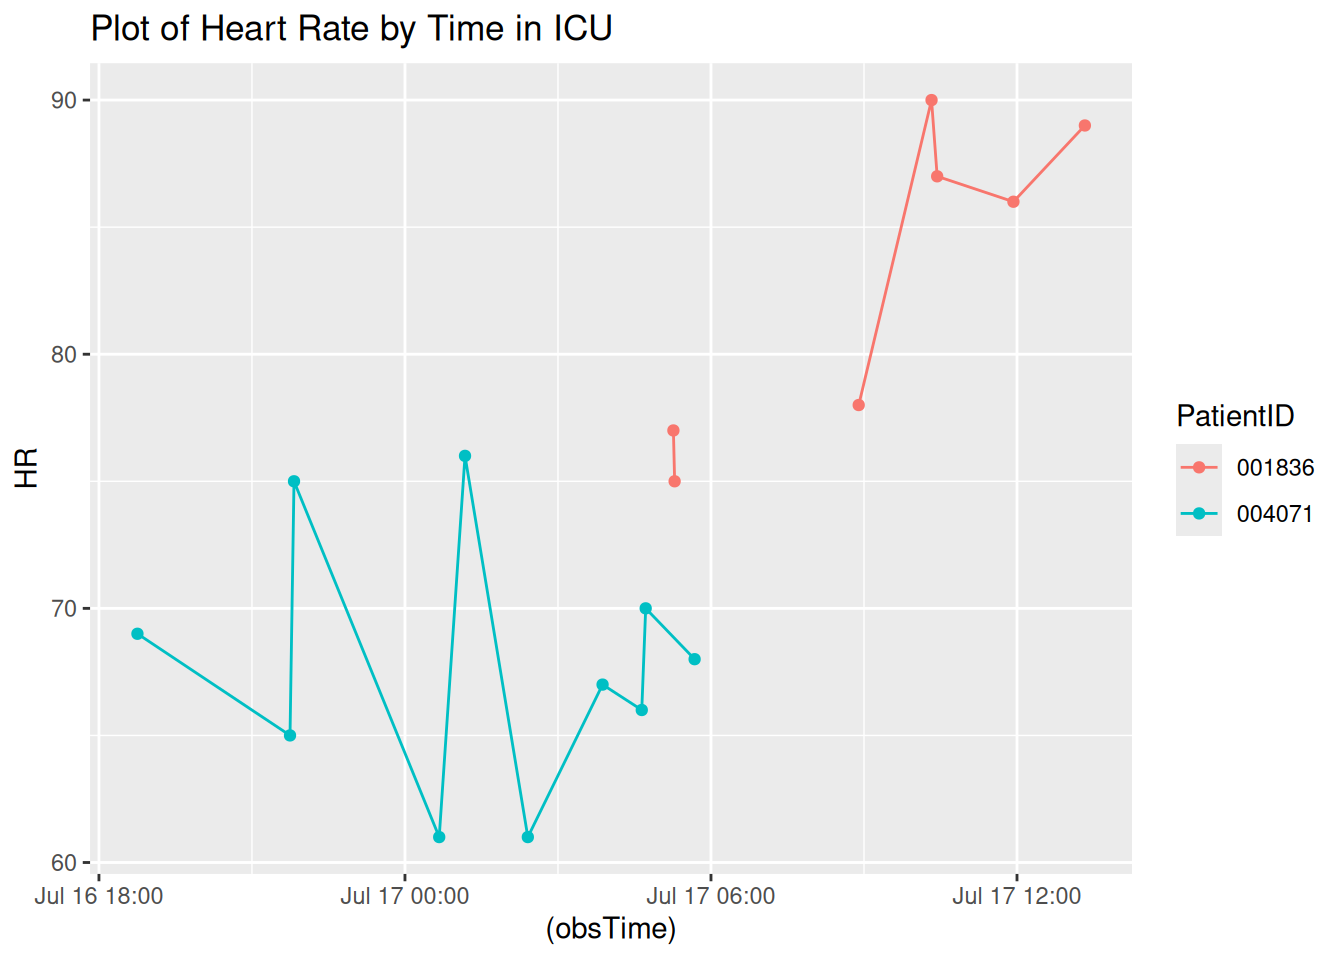 Plot of Heart Rate by Time in ICU
90
80
70
60
HR
Jul 16 18:00
Jul 17 00:00
Jul 17 06:00
Jul 17 12:00
(obsTime)
PatientID
001836
004071